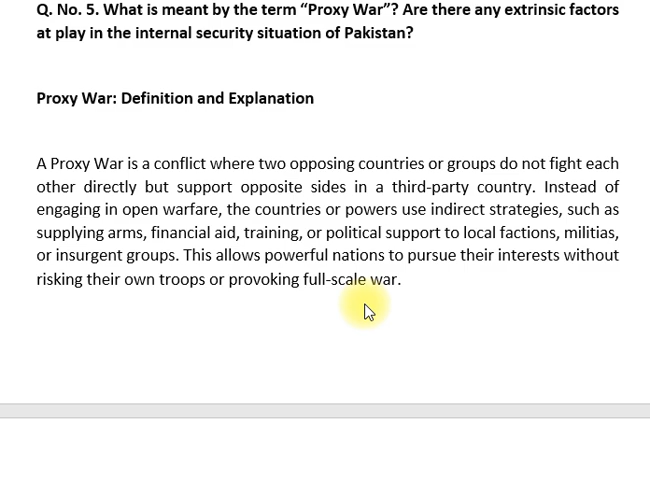 Q. No. 5. What is meant by the term “Proxy War”? Are there any extrinsic factors
at play in the internal security situation of Pakistan?
Proxy War: Definition and Explanation
A Proxy War is a conflict where two opposing countries or groups do not fight each
other directly but support opposite sides in a third-party country. Instead of
engaging in open warfare, the countries or powers use indirect strategies, such as
supplying arms, financial aid, training, or political support to local factions, militias,
or insurgent groups. This allows powerful nations to pursue their interests without
risking their own troops or provoking full-scale war.